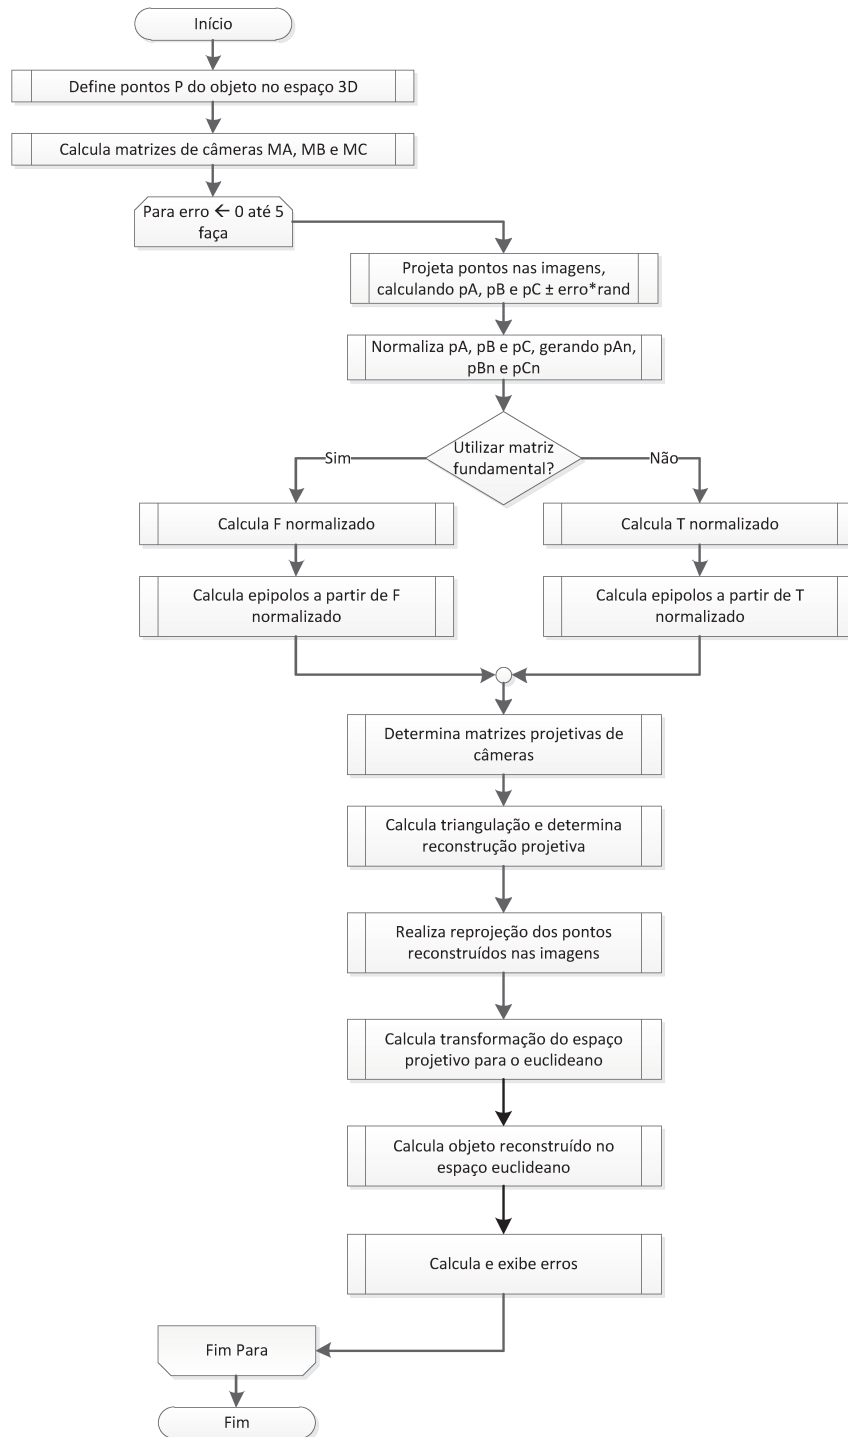 Início
Define pontos P do objeto no espaço 3D
Calcula matrizes de câmeras MA, MB e MC
Para erro ← 0 até 5
faça
Projeta pontos nas imagens,
calculando pA, pB e pC ± erro*rand
Normaliza pA, pB e pC, gerando pAn,
pBn e pCn
Utilizar matriz
fundamental?
Sim
Não
Calcula F normalizado
Calcula T normalizado
Calcula epipolos a partir de F
normalizado
Calcula epipolos a partir de T
normalizado
Determina matrizes projetivas de
câmeras
Calcula triangulação e determina
reconstrução projetiva
Realiza reprojeção dos pontos
reconstruídos nas imagens
Calcula transformação do espaço
projetivo para o euclideano
Calcula objeto reconstruído no
espaço euclideano
Calcula e exibe erros
Fim Para
Fim